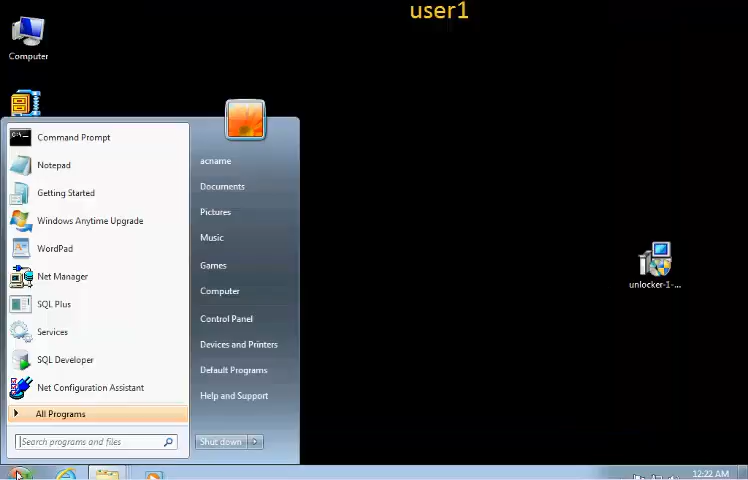 user1
Computer
Command Prompt
Notepad
Getting Started
Windows Anytime Upgrade
WordPad
Net Manager
SQL Plus
Services
SQL Developer
Net Configuration Assistant
All Programs
Search programs and files
acname
Documents
Pictures
Music
Games
Computer
Control Panel
Devices and Printers
Default Programs
Help and Support
Shut down
unlocker-1-...
12:22 AM